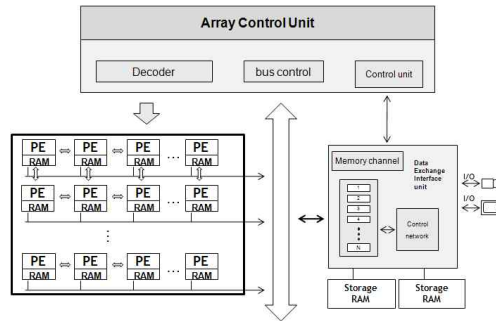 Array Control Unit
Decoder
bus control
Control unit
PE PE PE PE
RAM RAM RAM ... RAM
PE PE PE PE
RAM RAM RAM ... RAM
PE PE PE PE
RAM RAM RAM ... RAM
Memory channel
Data
Exchange
Interface
unit
I/O
I/O
1
2
3
4
N
Control
network
Storage
RAM
Storage
RAM